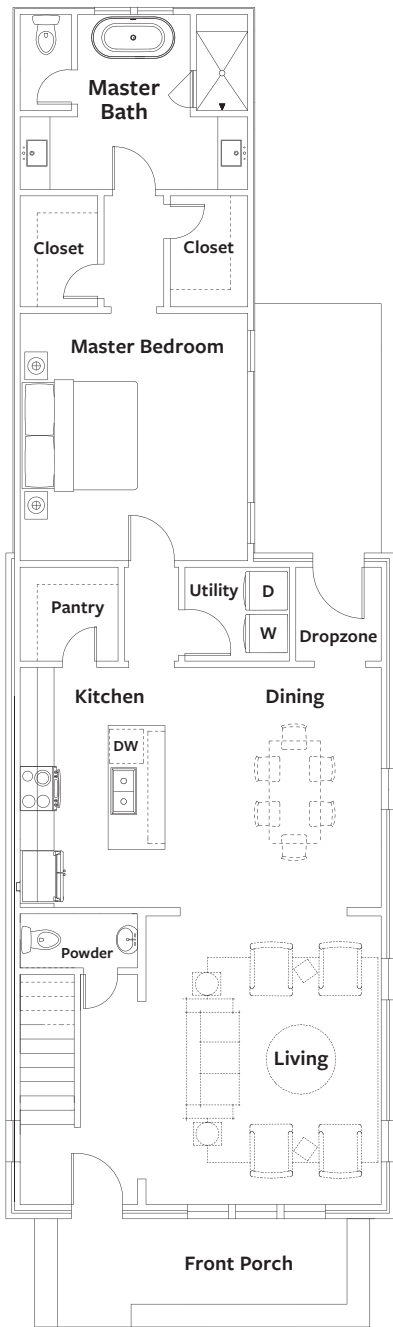 Master
Bath
Closet
Closet
Master Bedroom
Utility
D
Pantry
W
Dropzone
Kitchen
Dining
DW
Powder
Living
Front Porch